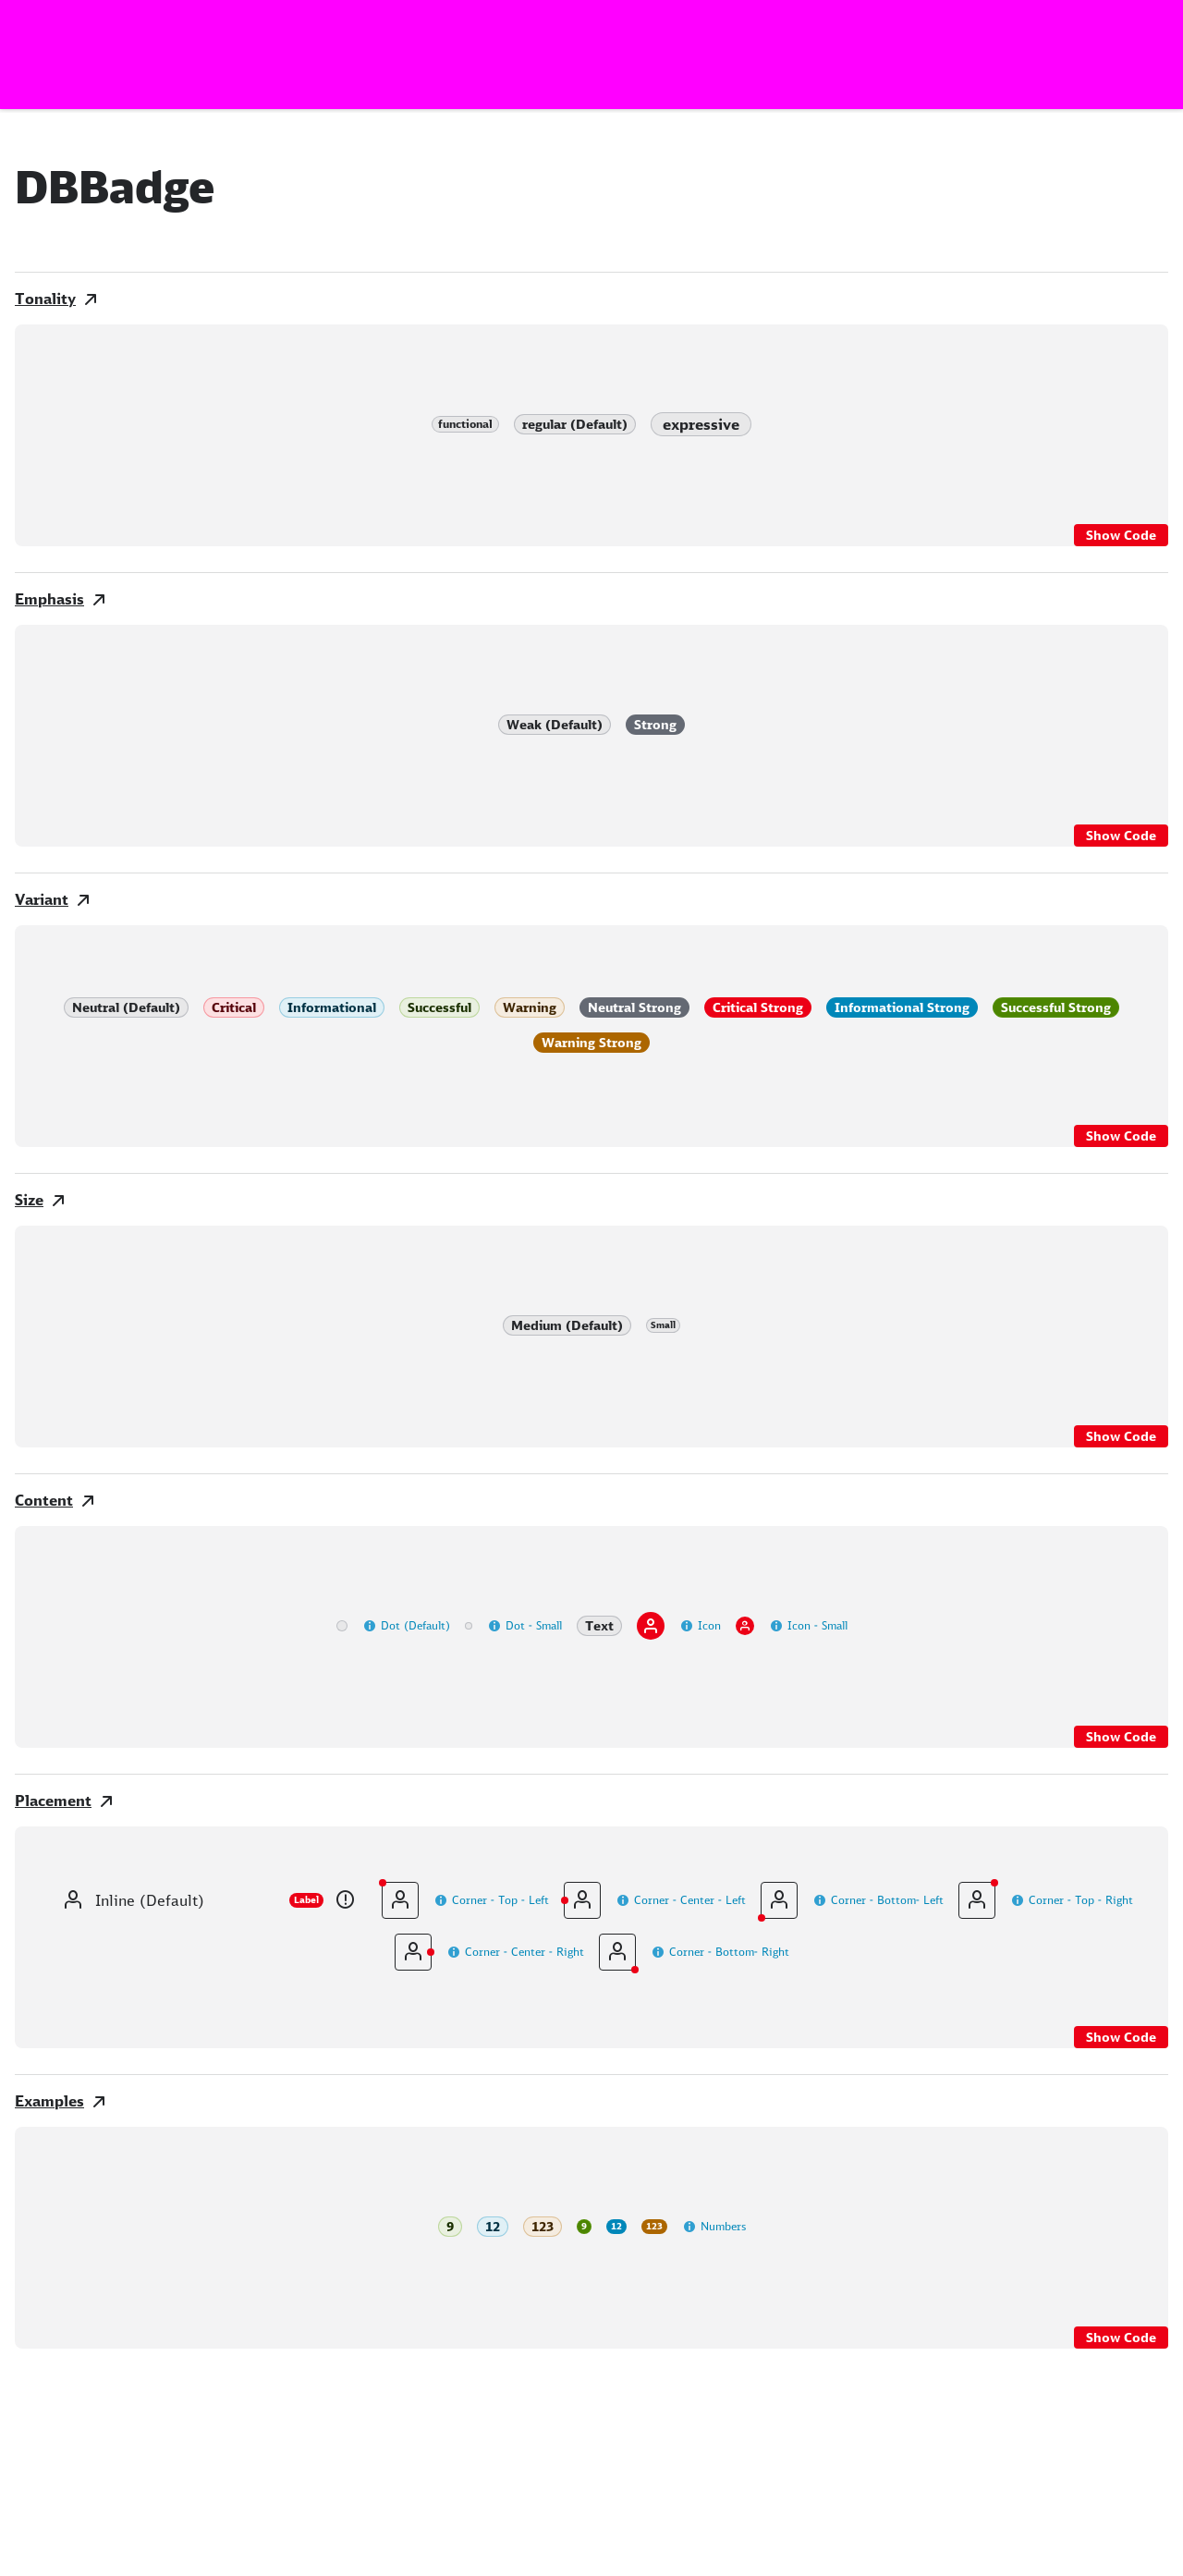 DBBadge
Tonality
functional regular (Default) expressive
Show Code
Emphasis
Weak (Default) Strong
Show Code
Variant
Neutral (Default) Critical Informational Successful Warning Neutral Strong Critical Strong Informational Strong Successful Strong
Warning Strong
Show Code
Size
Medium (Default) Small
Show Code
Content
Dot (Default) Dot - Small Text Icon Icon - Small
Show Code
Placement
Inline (Default) Label Corner - Top - Left Corner - Center - Left Corner - Bottom- Left Corner - Top - Right
Corner - Center - Right Corner - Bottom- Right
Show Code
Examples
9 12 123 9 12 123 Numbers
Show Code